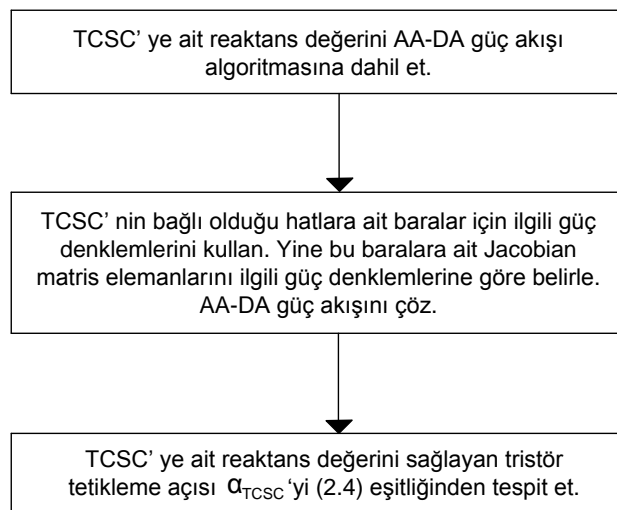 TCSC’ ye ait reaktans değerini AA-DA güç akışı
algoritmasına dahil et.
TCSC’ nin bağlı olduğu hatlara ait baralar için ilgili güç
denklemlerini kullan. Yine bu baralara ait Jacobian
matris elemanlarını ilgili güç denklemlerine göre belirle.
AA-DA güç akışını çöz.
TCSC’ ye ait reaktans değerini sağlayan tristör
tetikleme açısı α_TCSC ‘yi (2.4) eşitliğinden tespit et.